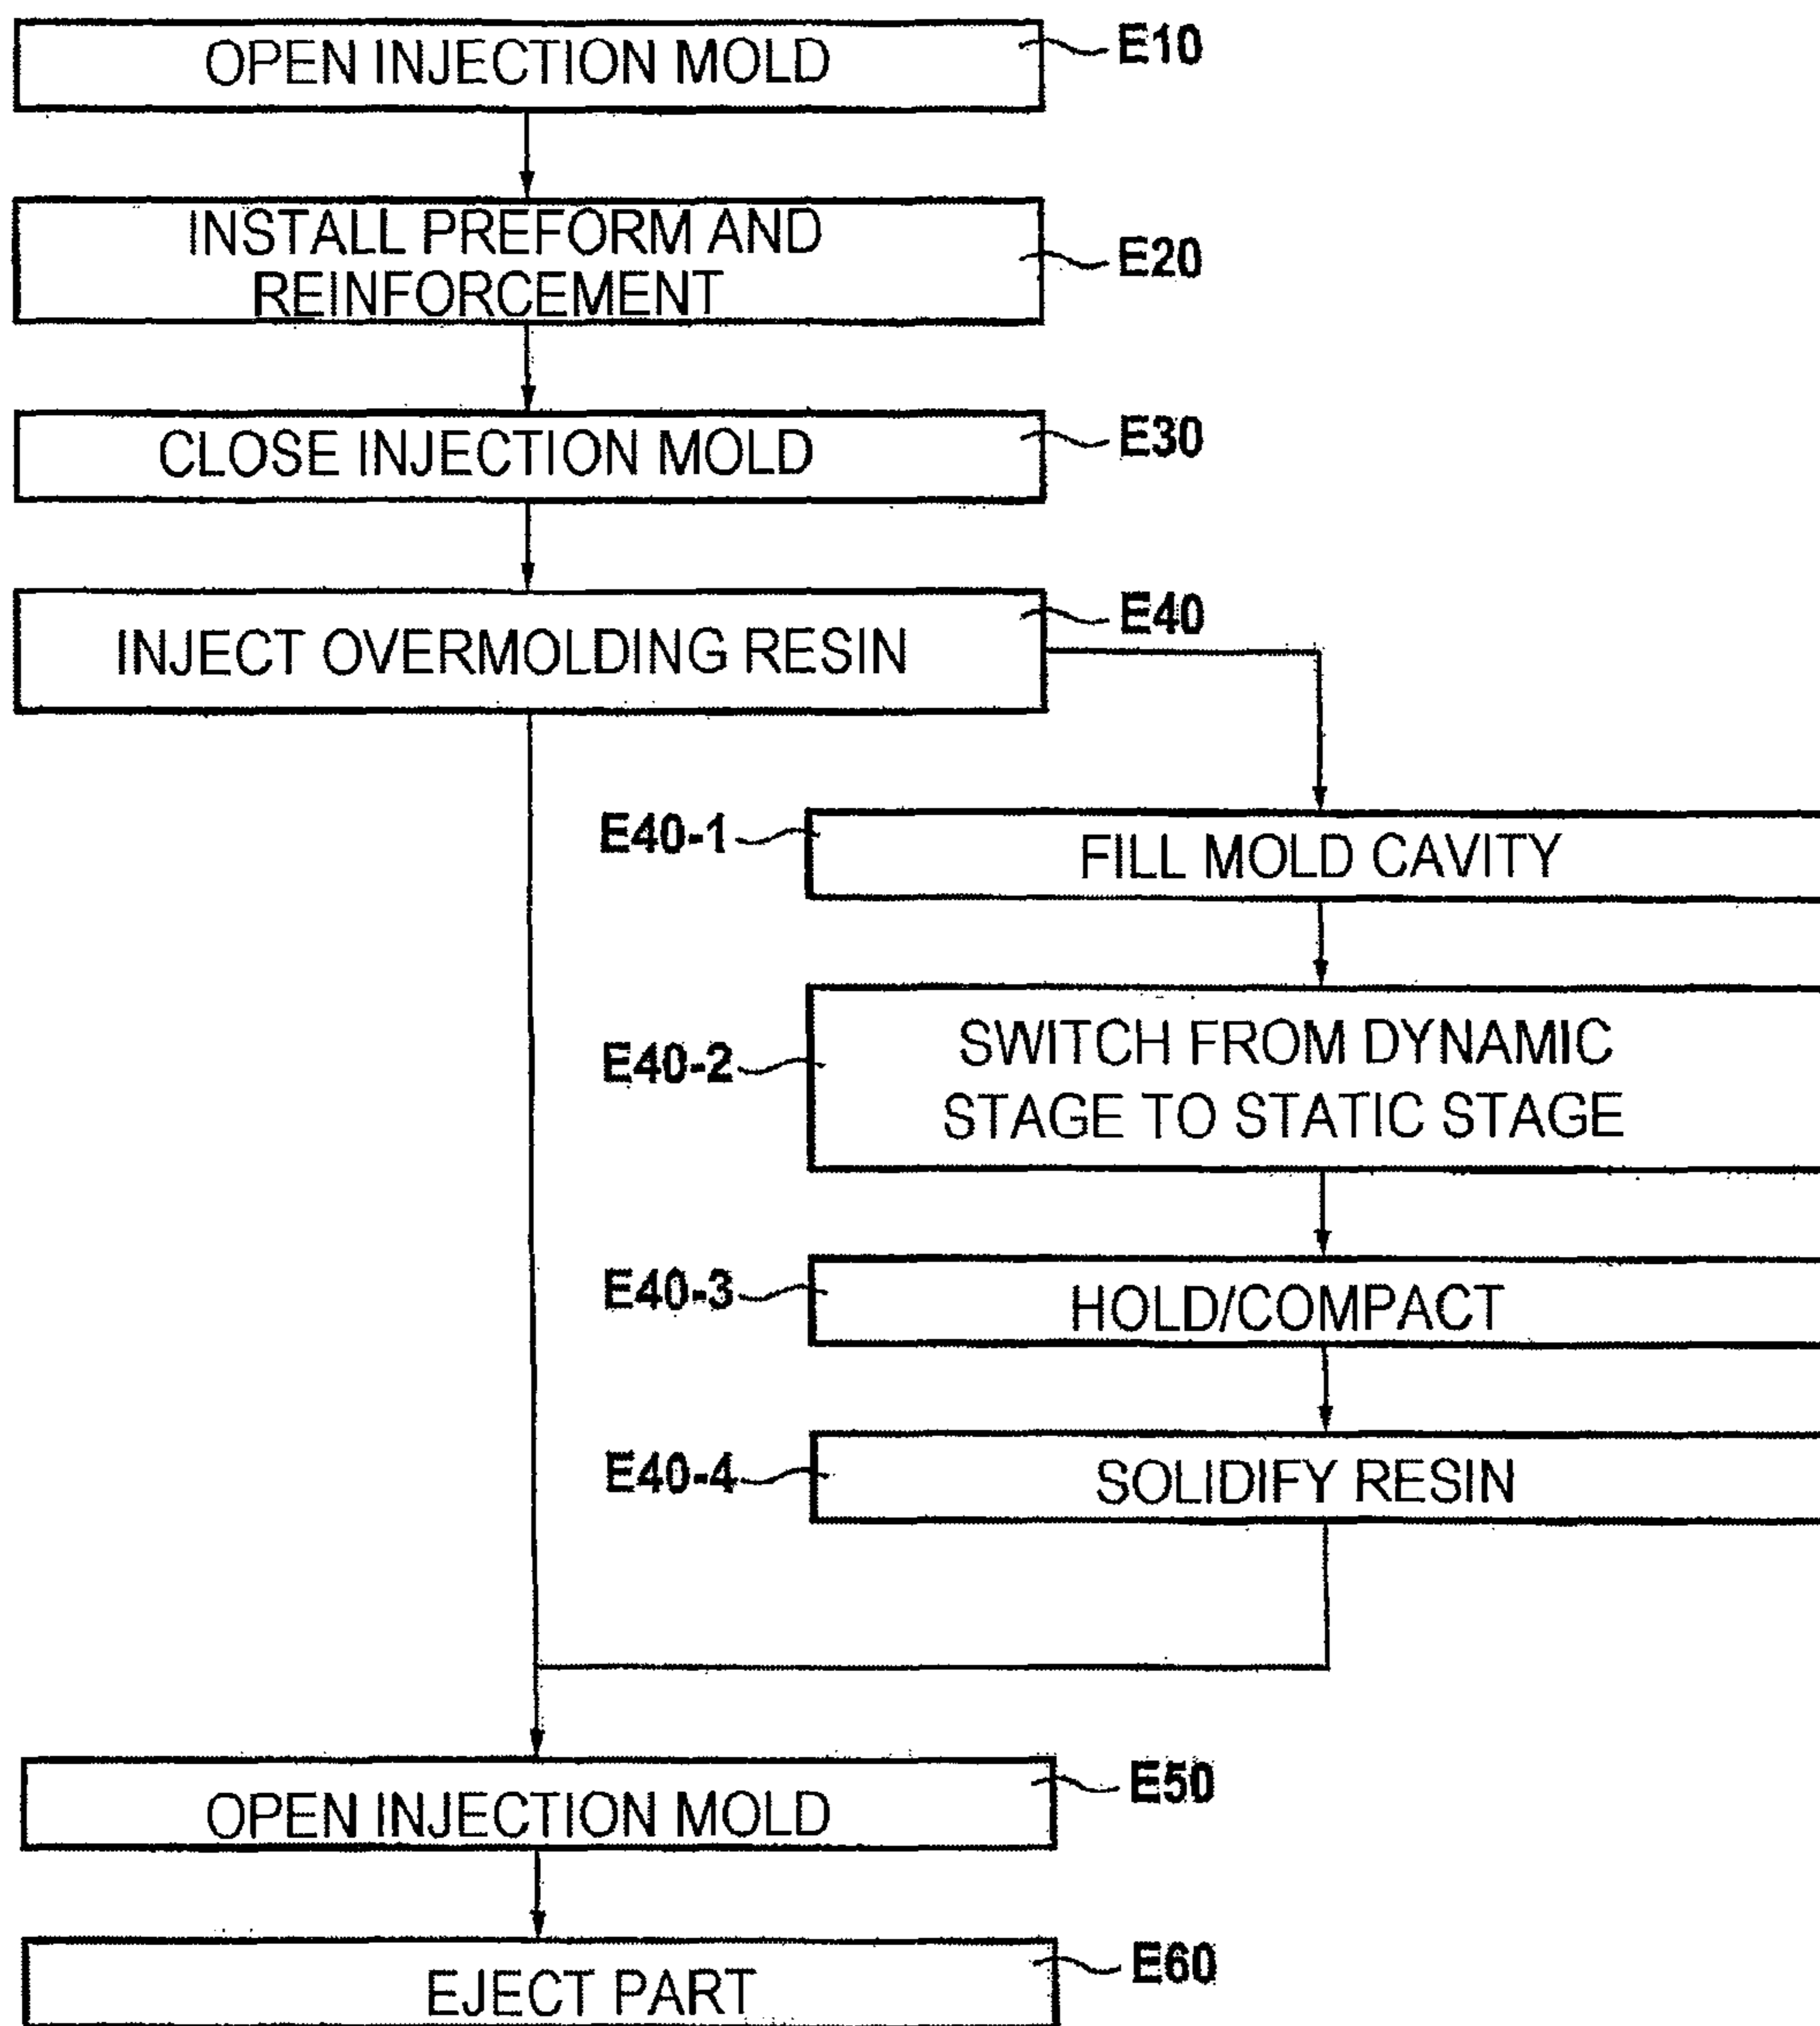 OPEN INJECTION MOLD
E10
INSTALL PREFORM AND
REINFORCEMENT
E20
CLOSE INJECTION MOLD
E30
INJECT OVERMOLDING RESIN
E40
E40-1
FILL MOLD CAVITY
E40-2
SWITCH FROM DYNAMIC
STAGE TO STATIC STAGE
E40-3
HOLD/COMPACT
E40-4
SOLIDIFY RESIN
OPEN INJECTION MOLD
E50
EJECT PART
E60